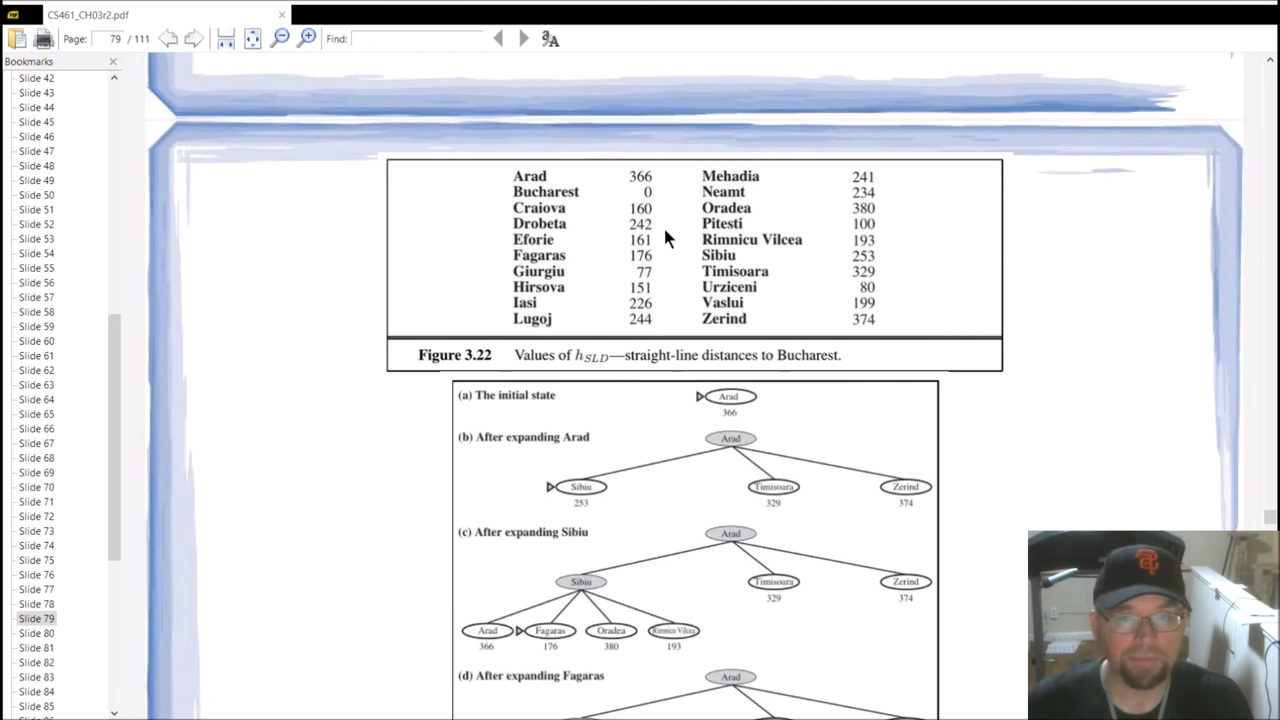 CS461_CH03r2.pdf
Page: 79 / 111 Find:
Bookmarks
Slide 42
Slide 43
Slide 44
Slide 45
Slide 46
Slide 47
Slide 48
Slide 49
Slide 50
Slide 51
Slide 52
Slide 53
Slide 54
Slide 55
Slide 56
Slide 57
Slide 58
Slide 59
Slide 60
Slide 61
Slide 62
Slide 63
Slide 64
Slide 65
Slide 66
Slide 67
Slide 68
Slide 69
Slide 70
Slide 71
Slide 72
Slide 73
Slide 74
Slide 75
Slide 76
Slide 77
Slide 78
Slide 79
Slide 80
Slide 81
Slide 82
Slide 83
Slide 84
Slide 85
Arad 366 Mehadia 241
Bucharest 0 Neamt 234
Craiova 160 Oradea 380
Drobeta 242 Pitesti 100
Eforie 161 Rimnicu Vilcea 193
Fagaras 176 Sibiu 253
Giurgiu 77 Timisoara 329
Hirsova 151 Urziceni 80
Iasi 226 Vaslui 199
Lugoj 244 Zerind 374
Figure 3.22 Values of hSLD—straight-line distances to Bucharest.
(a) The initial state Arad
366
(b) After expanding Arad Arad
Sibiu Timisoara Zerind
253 329 374
(c) After expanding Sibiu Arad
Sibiu Timisoara Zerind
329 374
Arad Fagaras Oradea Rimnicu Vilcea
366 176 380 193
(d) After expanding Fagaras Arad